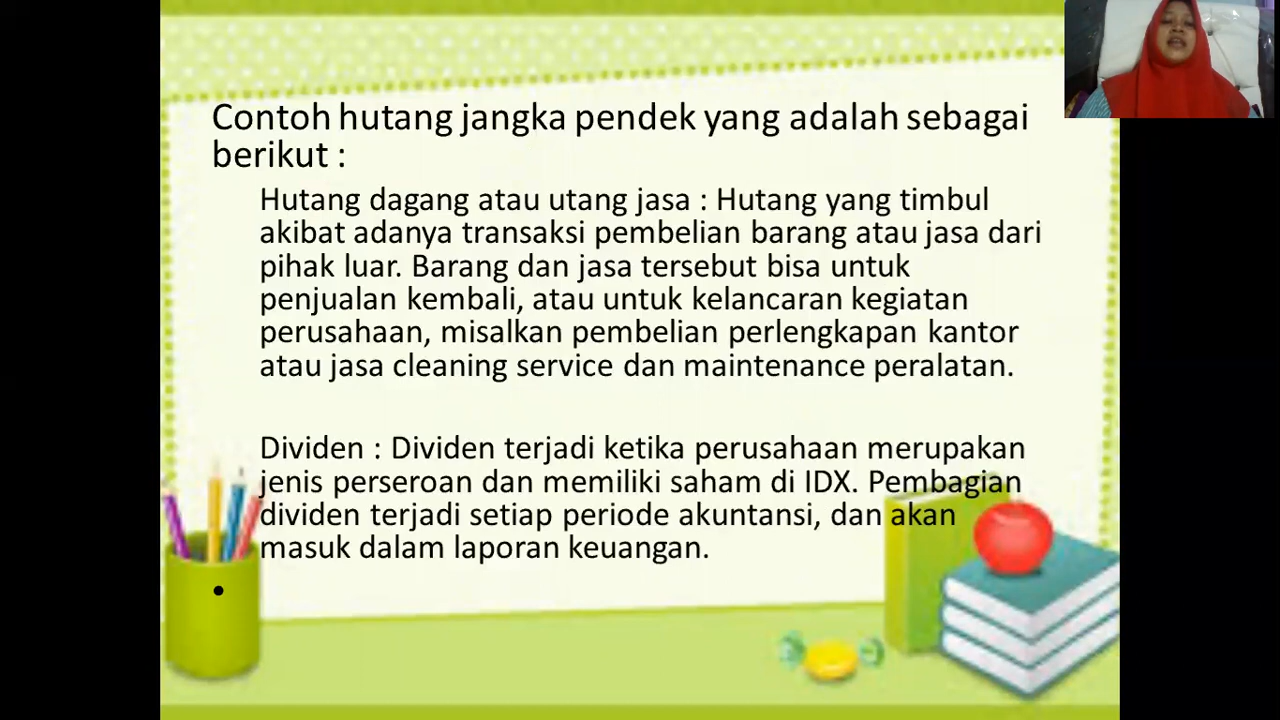 Contoh hutang jangka pendek yang adalah sebagai
berikut :
Hutang dagang atau utang jasa : Hutang yang timbul
akibat adanya transaksi pembelian barang atau jasa dari
pihak luar. Barang dan jasa tersebut bisa untuk
penjualan kembali, atau untuk kelancaran kegiatan
perusahaan, misalkan pembelian perlengkapan kantor
atau jasa cleaning service dan maintenance peralatan.
Dividen : Dividen terjadi ketika perusahaan merupakan
jenis perseroan dan memiliki saham di IDX. Pembagian
dividen terjadi setiap periode akuntansi, dan akan
masuk dalam laporan keuangan.
•